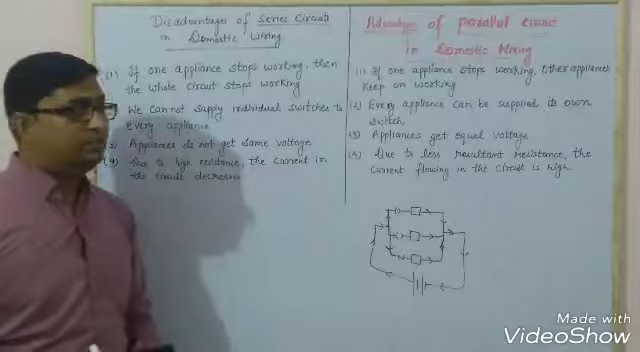 Disadvantages of Series Circuit
in Domestic Wiring
(1) If one appliance stops working, then
the whole circuit stops working
We cannot supply individual switches to
every appliance
3) Appliances do not get same voltage
(4) Due to high resistance, the current in
the circuit decreases
Advantages of parallel circuit
in Domestic Wiring
(1) If one appliance stops working, other appliances
Keep on working
(2) Every appliance can be supplied its own
switch
(3) Appliances get equal voltage
(4) Due to less resultant resistance, the
current flowing in the circuit is high
Made with
VideoShow